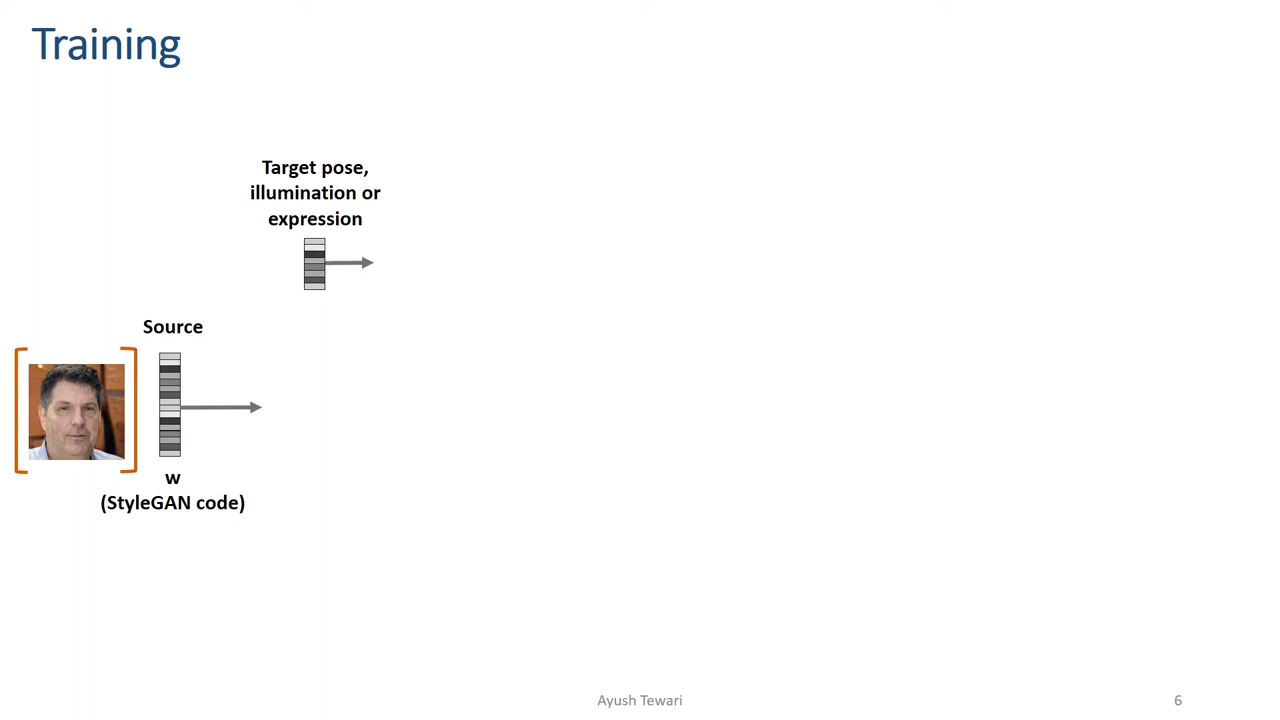 Training
Target pose,
illumination or
expression
Source
w
(StyleGAN code)
Ayush Tewari
6